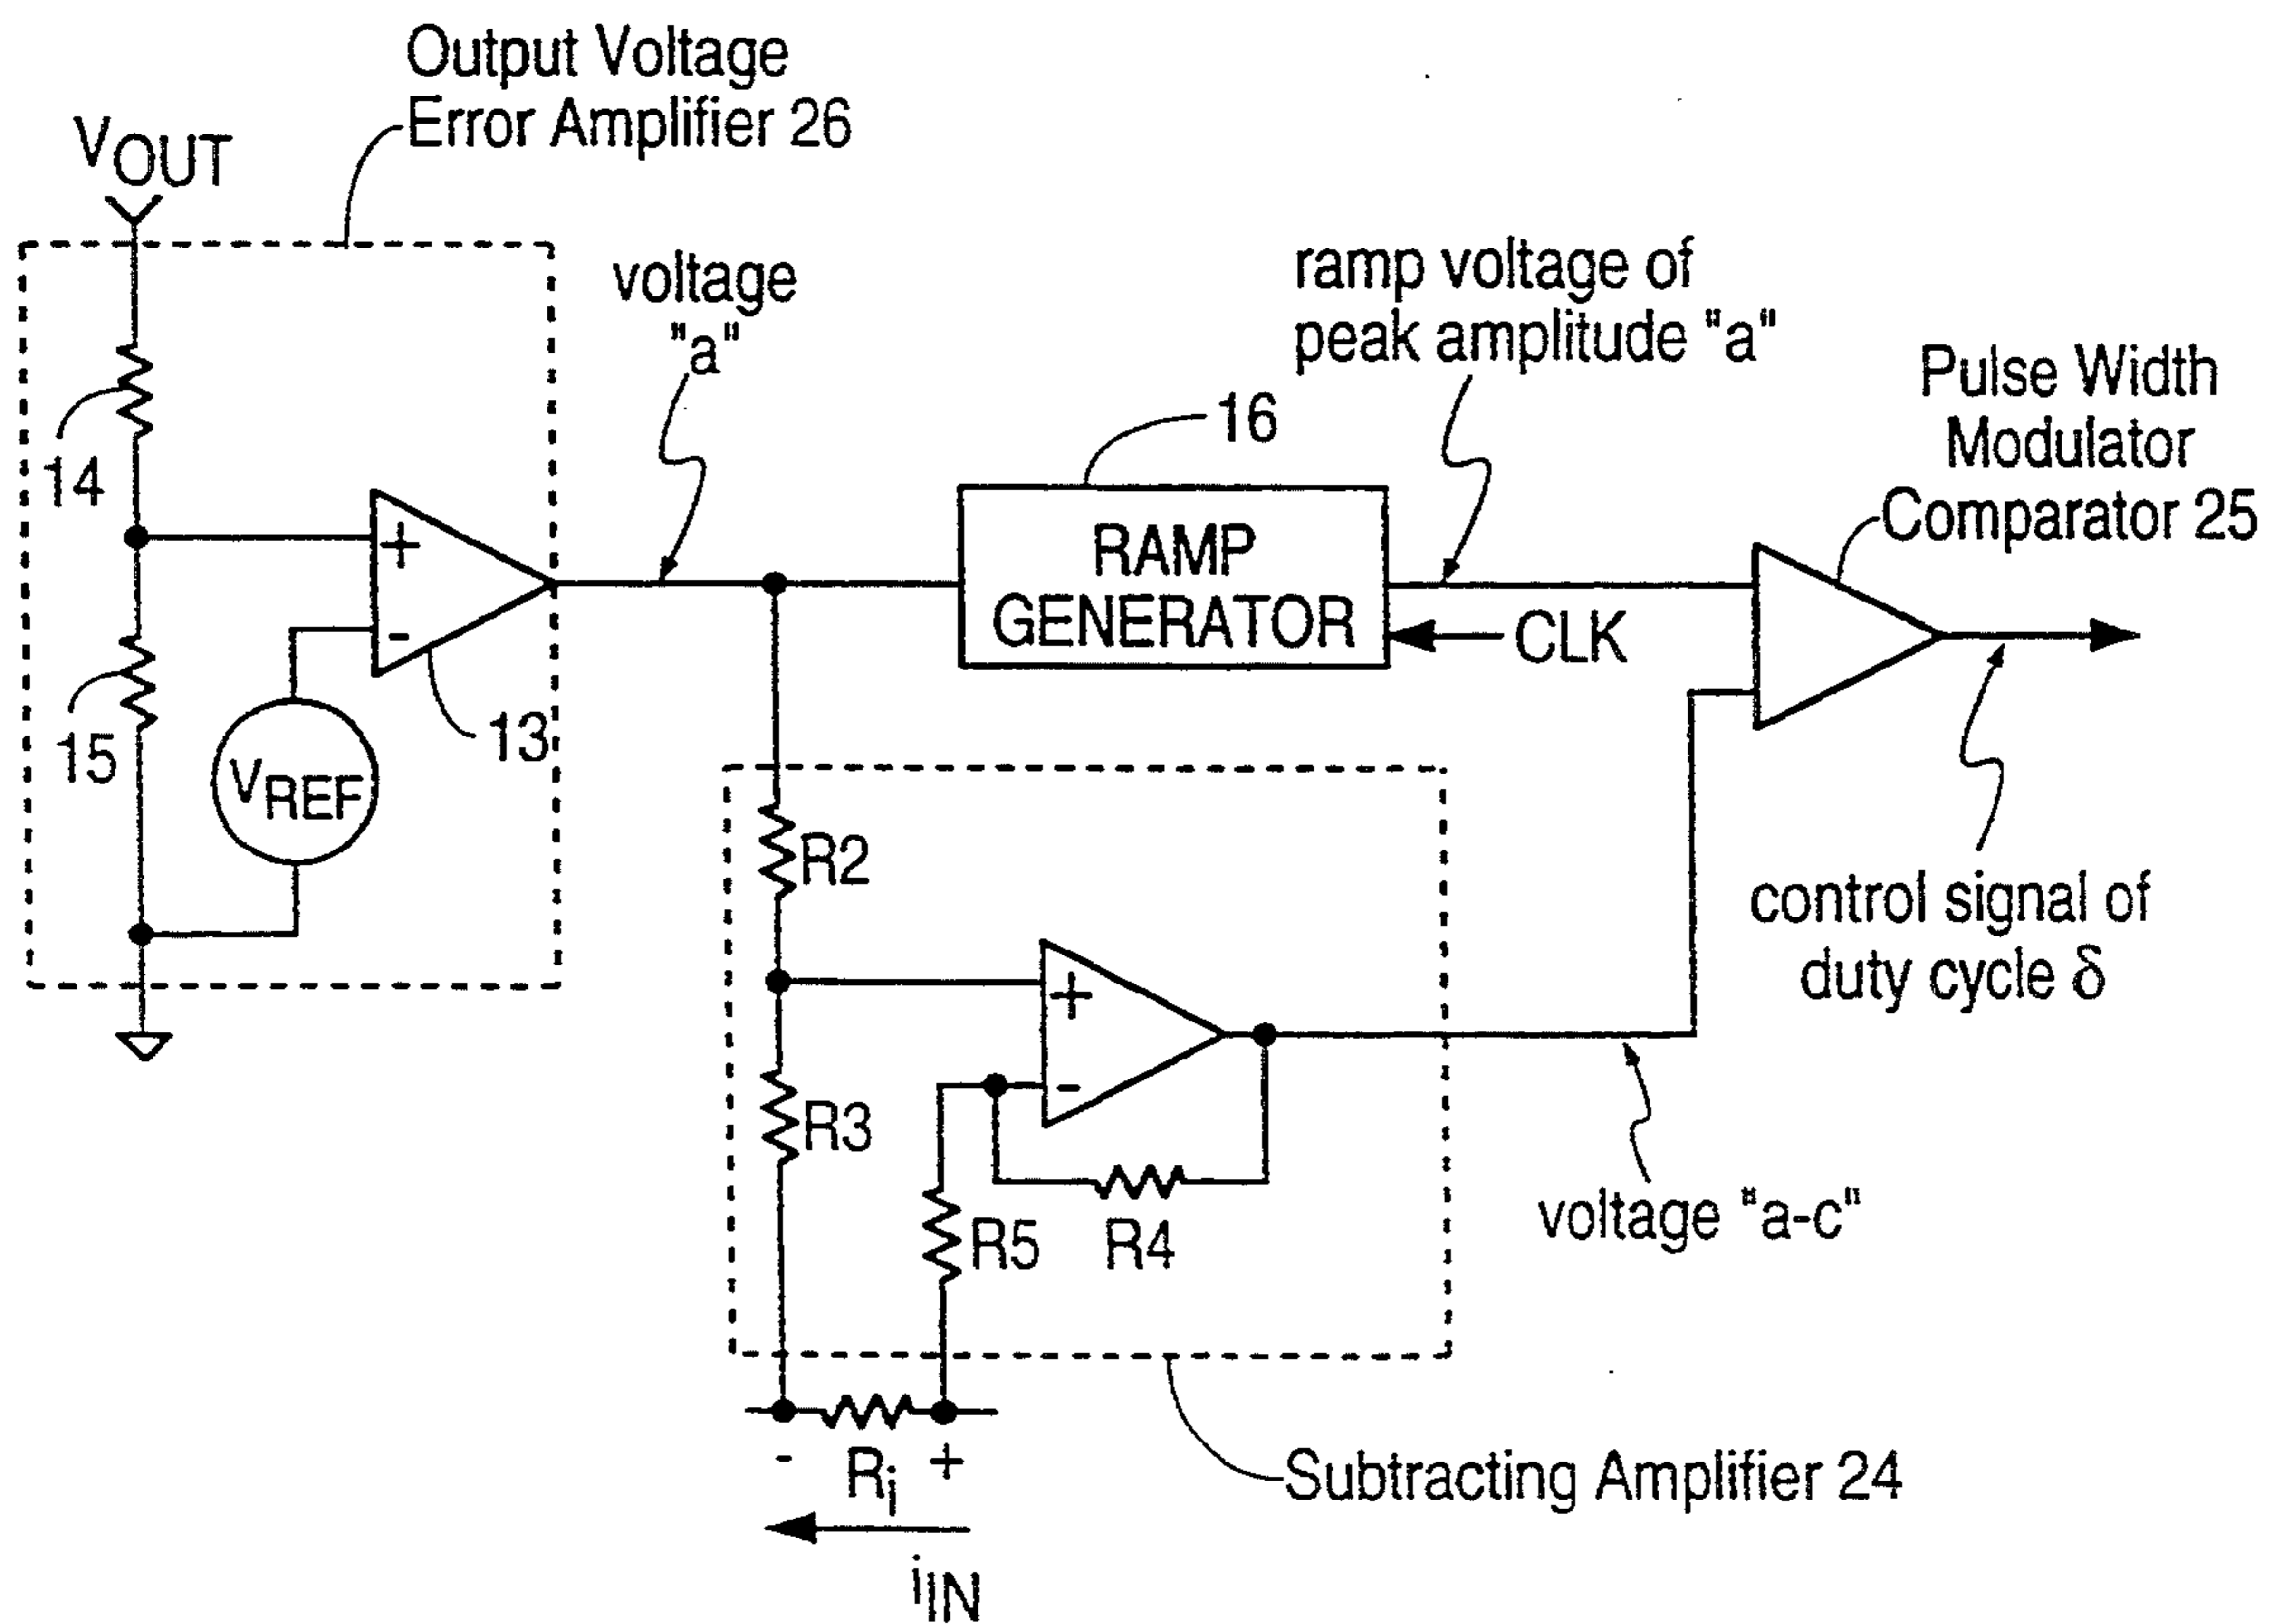 Output Voltage
Error Amplifier 26
VOUT
voltage
"a"
ramp voltage of
peak amplitude "a"
Pulse Width
Modulator
Comparator 25
14
16
+
-
RAMP
GENERATOR
CLK
15
13
VREF
R2
control signal of
duty cycle δ
+
-
R3
R5
R4
voltage "a-c"
-
Ri
+
Subtracting Amplifier 24
iIN